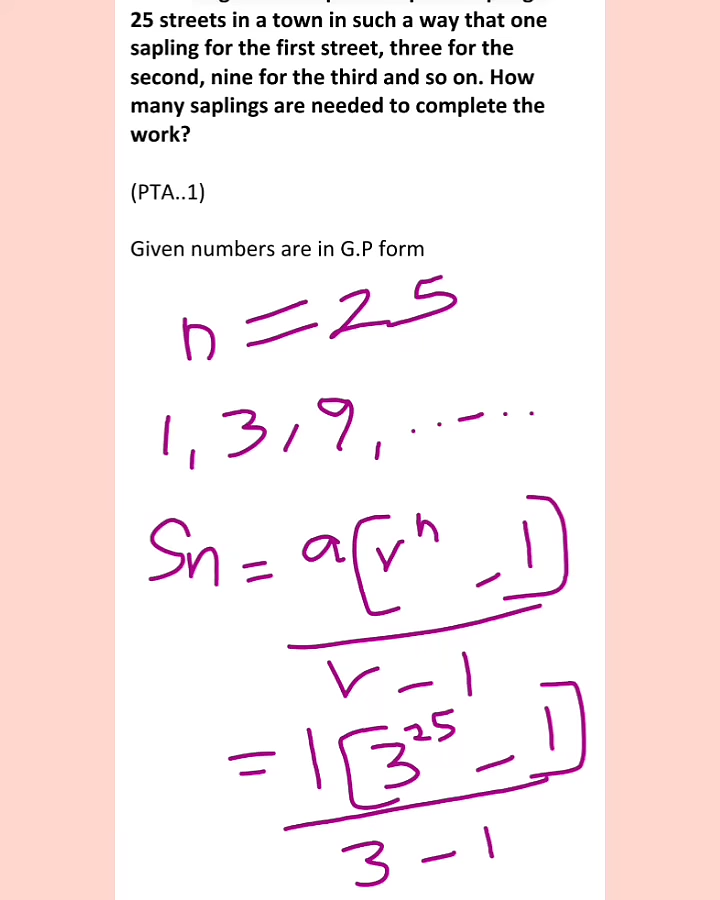 25 streets in a town in such a way that one
sapling for the first street, three for the
second, nine for the third and so on. How
many saplings are needed to complete the
work?
(PTA..1)
Given numbers are in G.P form
n = 25
1, 3, 9, .......
Sn = a[r^n - 1]
r - 1
= 1[3^25 - 1]
3 - 1